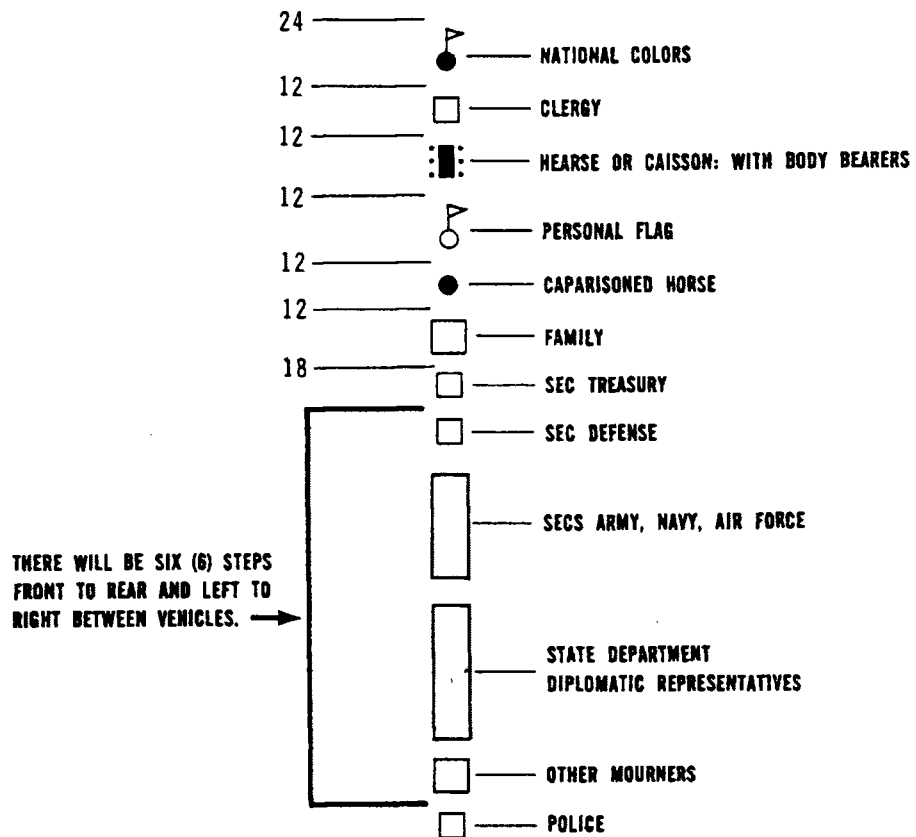 24
NATIONAL COLORS
12
CLERGY
12
HEARSE OR CAISSON: WITH BODY BEARERS
12
PERSONAL FLAG
12
CAPARISONED HORSE
12
FAMILY
18
SEC TREASURY
SEC DEFENSE
SECS ARMY, NAVY, AIR FORCE
THERE WILL BE SIX (6) STEPS
FRONT TO REAR AND LEFT TO
RIGHT BETWEEN VEHICLES.
STATE DEPARTMENT
DIPLOMATIC REPRESENTATIVES
OTHER MOURNERS
POLICE